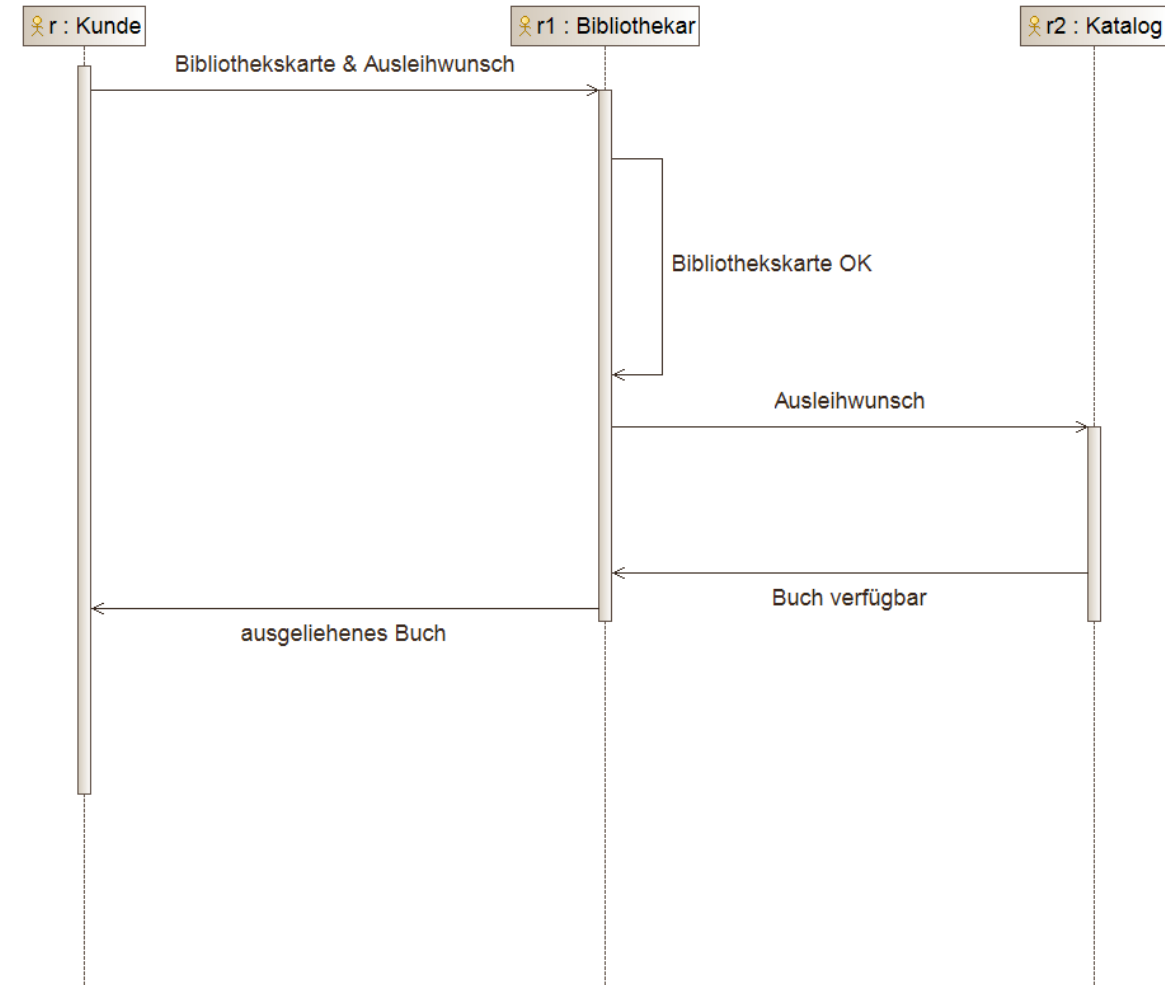 r : Kunde
r1 : Bibliothekar
r2 : Katalog
Bibliothekskarte & Ausleihwunsch
Bibliothekskarte OK
Ausleihwunsch
Buch verfügbar
ausgeliehenes Buch